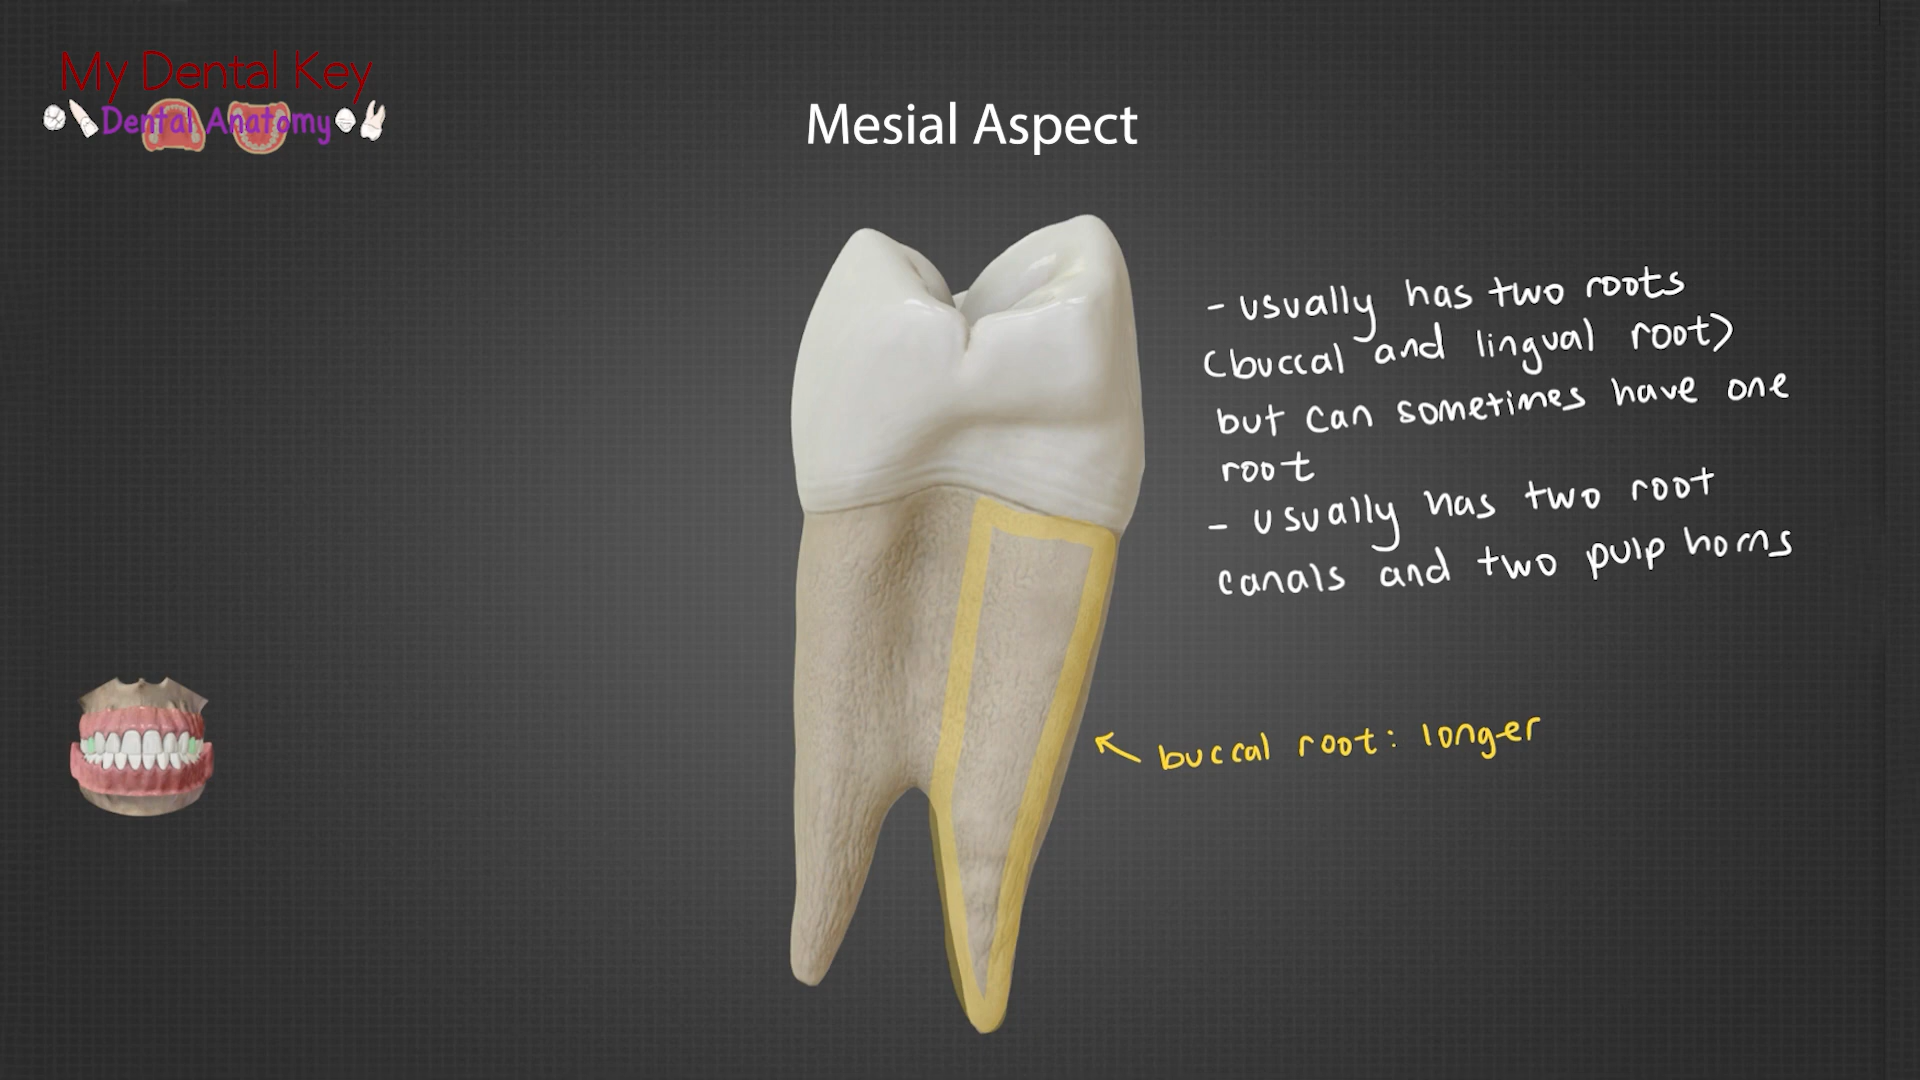 My Dental Key
Dental Anatomy
Mesial Aspect
- usually has two roots
(buccal and lingual root)
but can sometimes have one
root
- usually has two root
canals and two pulp horns
buccal root: longer